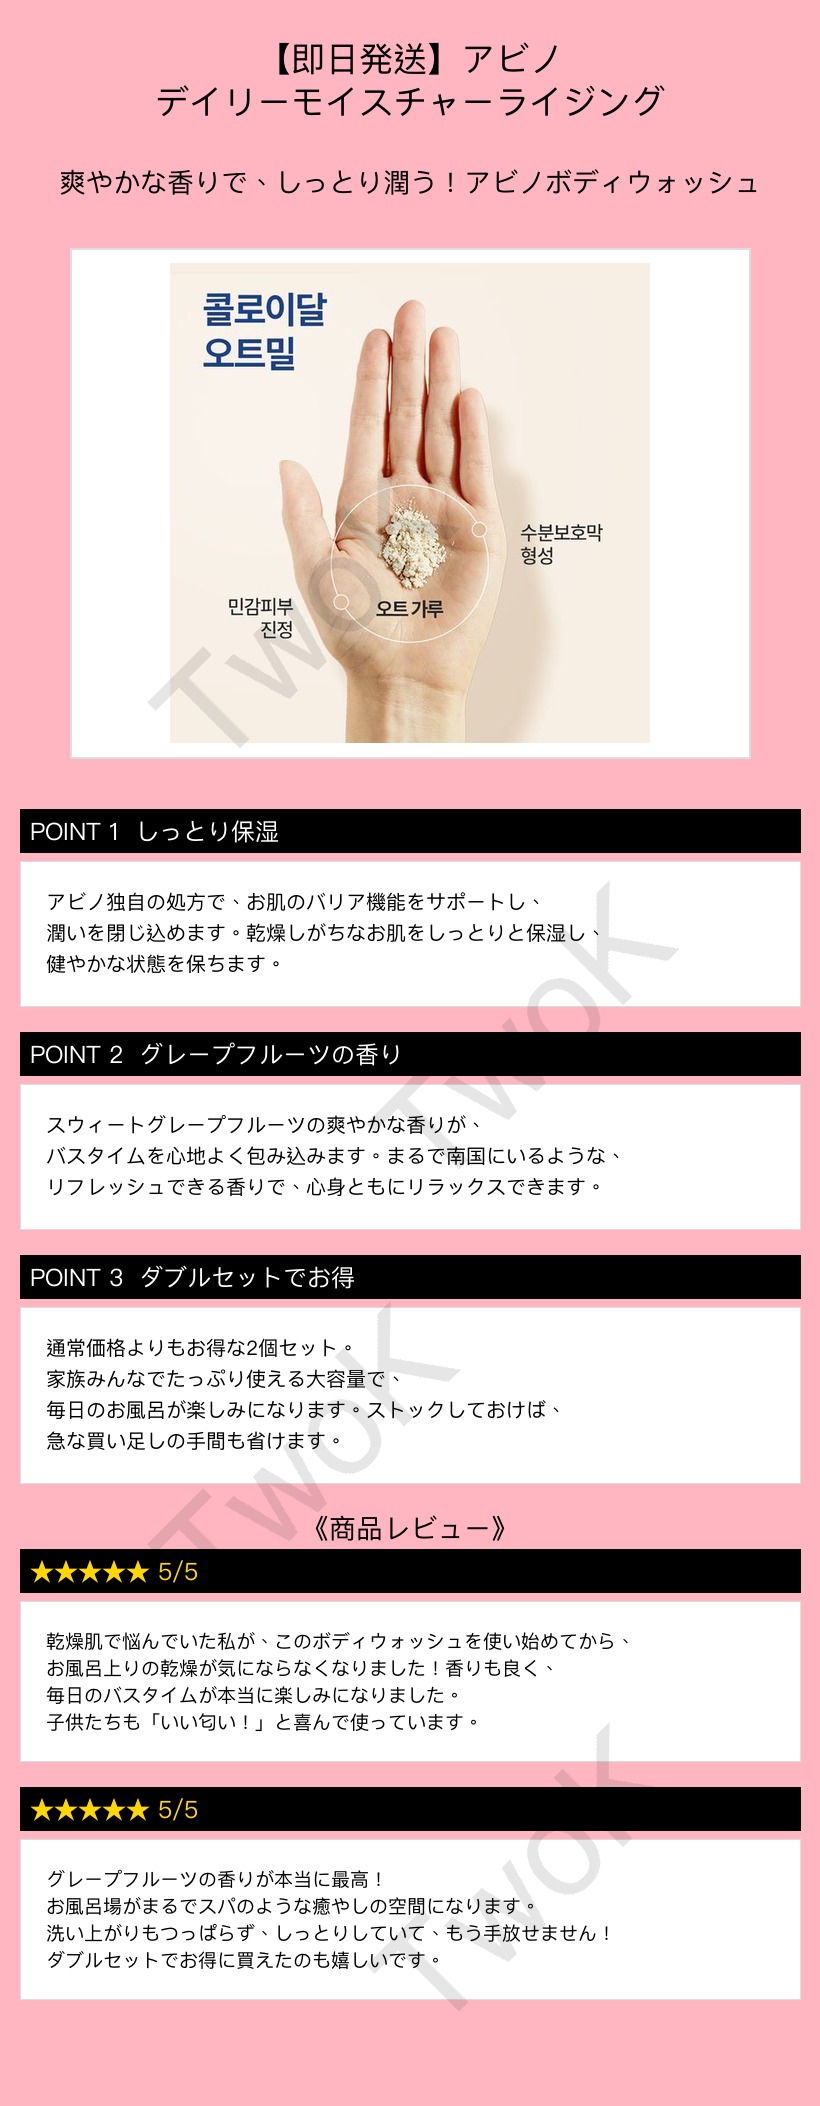 【即日発送】アビノ
デイリーモイスチャーライジング
爽やかな香りで、しっとり潤う！アビノボディウォッシュ
콜로이달
오트밀
수분보호막
형성
민감피부
진정
오트 가루
TwoK
POINT 1 しっとり保湿
アビノ独自の処方で、お肌のバリア機能をサポートし、
潤いを閉じ込めます。乾燥しがちなお肌をしっとりと保湿し、
健やかな状態を保ちます。
TwoK
POINT 2 グレープフルーツの香り
スウィートグレープフルーツの爽やかな香りが、
バスタイムを心地よく包み込みます。まるで南国にいるような、
リフレッシュできる香りで、心身ともにリラックスできます。
POINT 3 ダブルセットでお得
通常価格よりもお得な2個セット。
家族みんなでたっぷり使える大容量で、
毎日のお風呂が楽しみになります。ストックしておけば、
急な買い足しの手間も省けます。
TwoK
《商品レビュー》
★★★★★ 5/5
乾燥肌で悩んでいた私が、このボディウォッシュを使い始めてから、
お風呂上りの乾燥が気にならなくなりました！香りも良く、
毎日のバスタイムが本当に楽しみになりました。
子供たちも「いい匂い！」と喜んで使っています。
★★★★★ 5/5
グレープフルーツの香りが本当に最高！
お風呂場がまるでスパのような癒やしの空間になります。
洗い上がりもつっぱらず、しっとりしていて、もう手放せません！
ダブルセットでお得に買えたのも嬉しいです。
TwoK